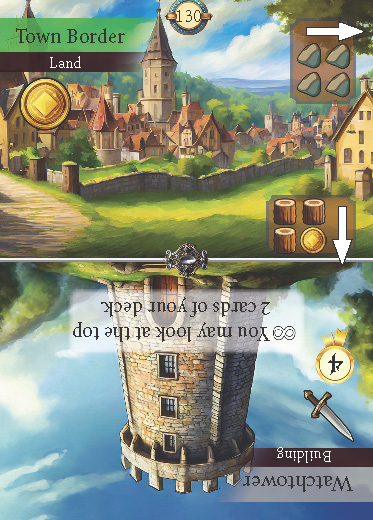 130
Town Border
Land
Watchtower
Building
4
∞ You may look at the top
2 cards of your deck.